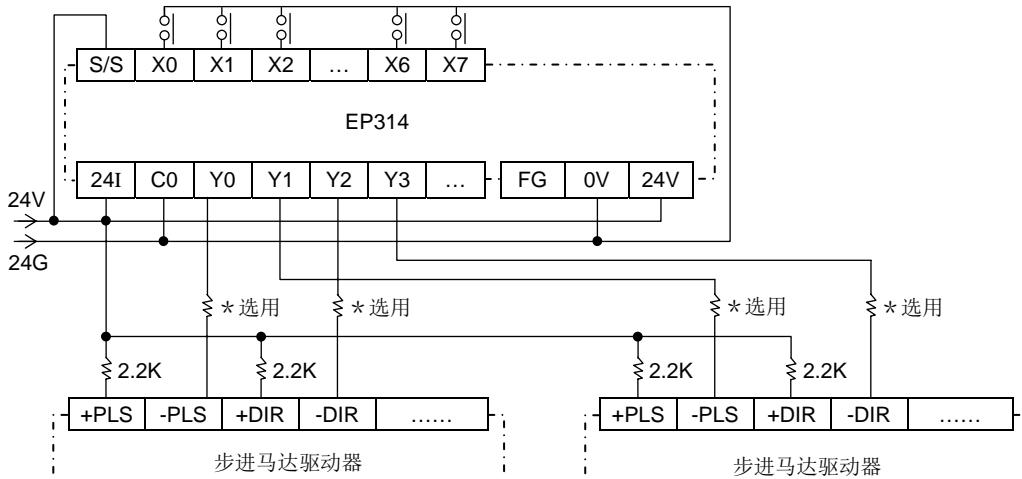 S/S X0 X1 X2 … X6 X7
EP314
24I C0 Y0 Y1 Y2 Y3 … FG 0V 24V
24V
24G
＊选用 ＊选用 ＊选用 ＊选用
2.2K 2.2K 2.2K 2.2K
+PLS -PLS +DIR -DIR …… +PLS -PLS +DIR -DIR ……
步进马达驱动器 步进马达驱动器